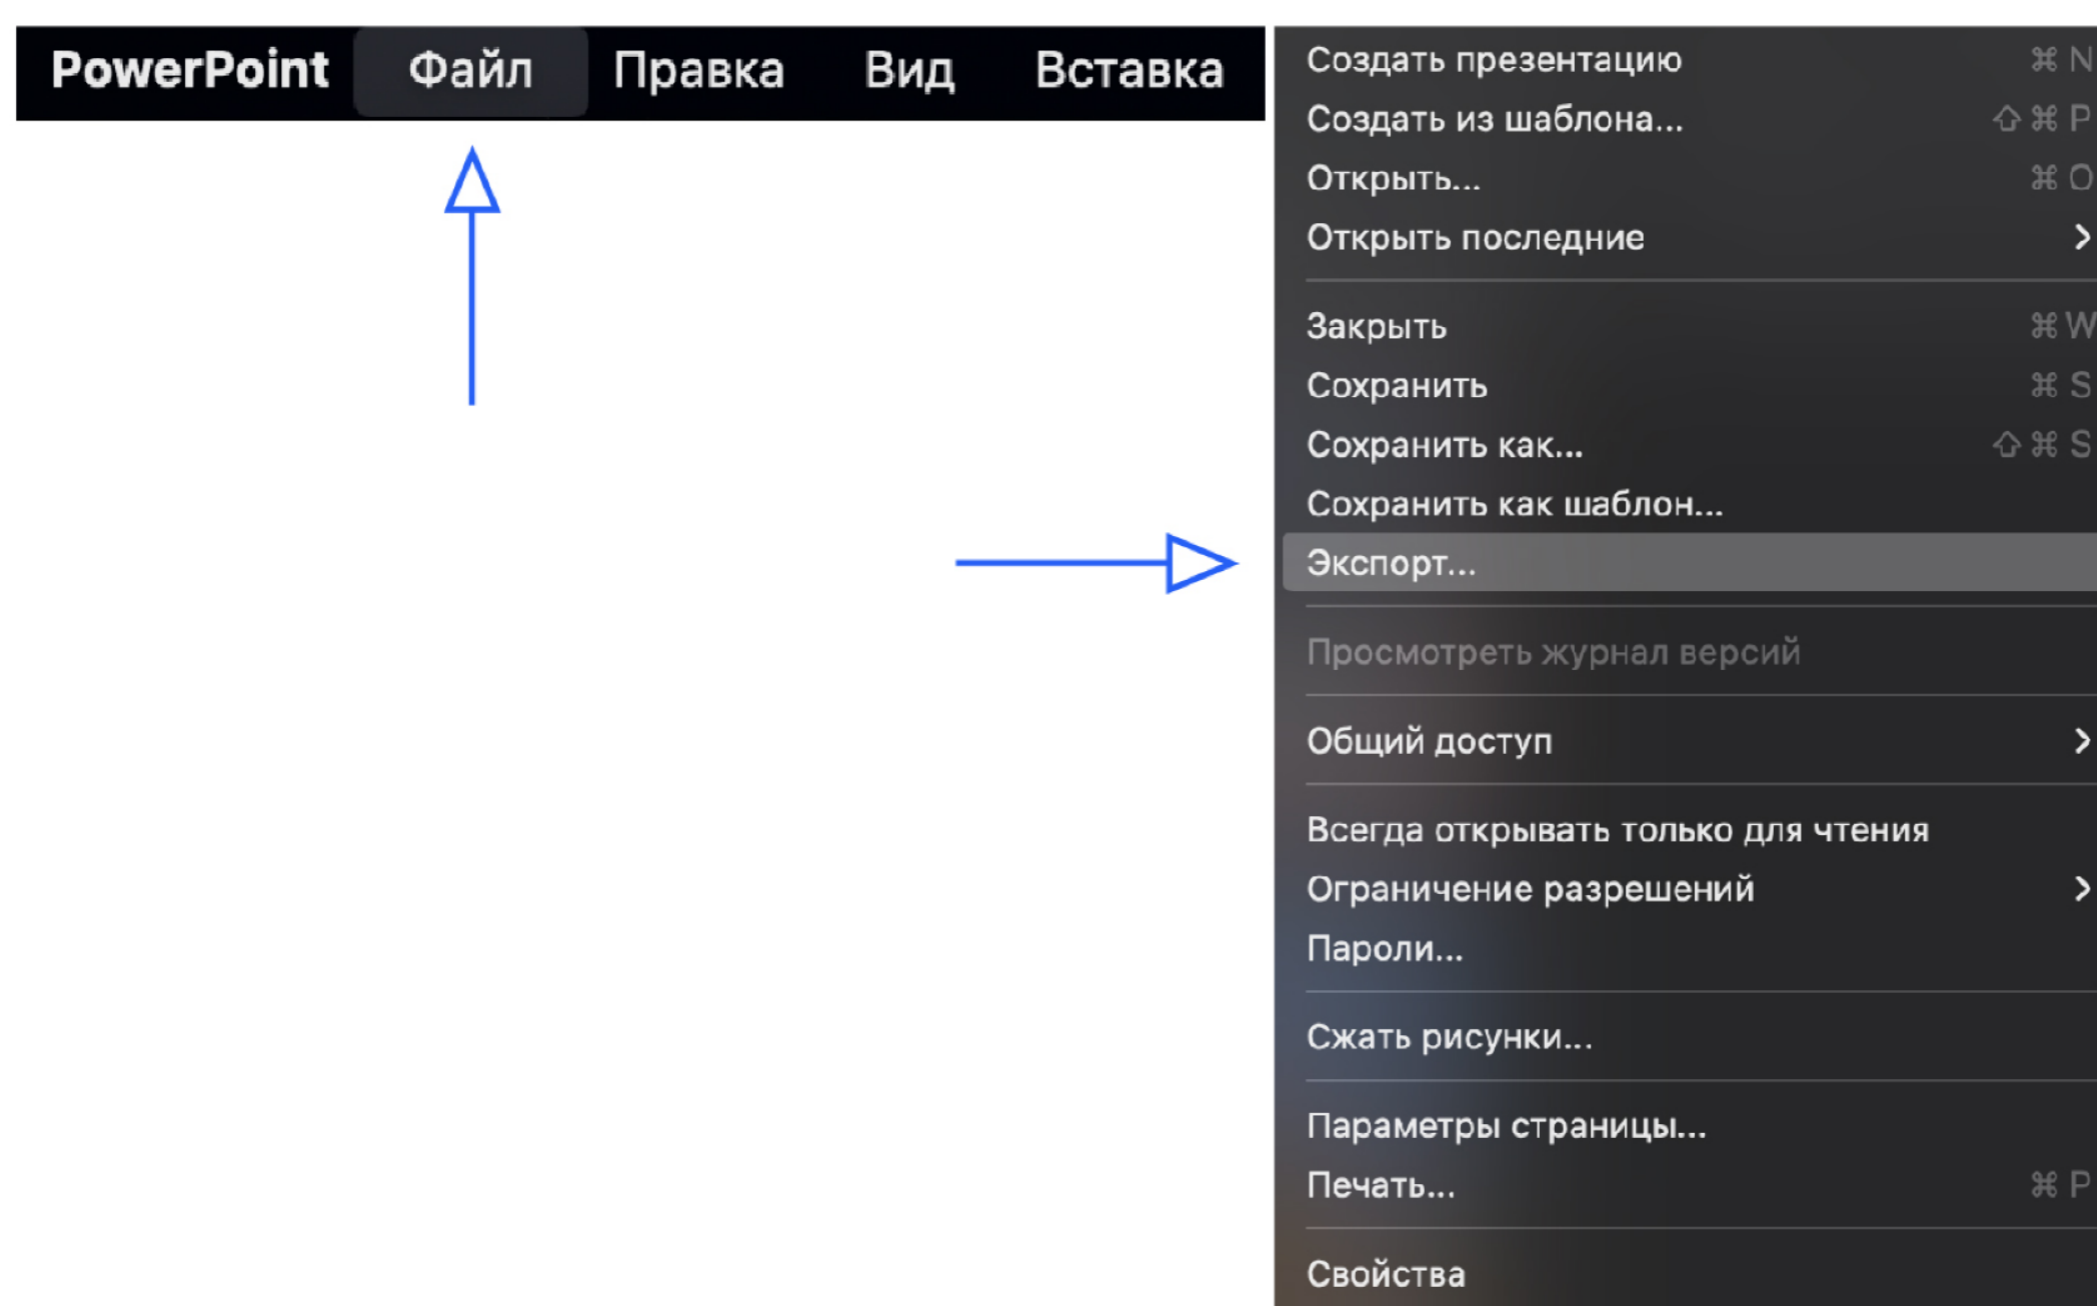 PowerPoint Файл Правка Вид Вставка
Создать презентацию ⌘ N
Создать из шаблона... ⇧ ⌘ P
Открыть... ⌘ O
Открыть последние >
Закрыть ⌘ W
Сохранить ⌘ S
Сохранить как... ⇧ ⌘ S
Сохранить как шаблон...
Экспорт...
Просмотреть журнал версий
Общий доступ >
Всегда открывать только для чтения
Ограничение разрешений >
Пароли...
Сжать рисунки...
Параметры страницы...
Печать... ⌘ P
Свойства